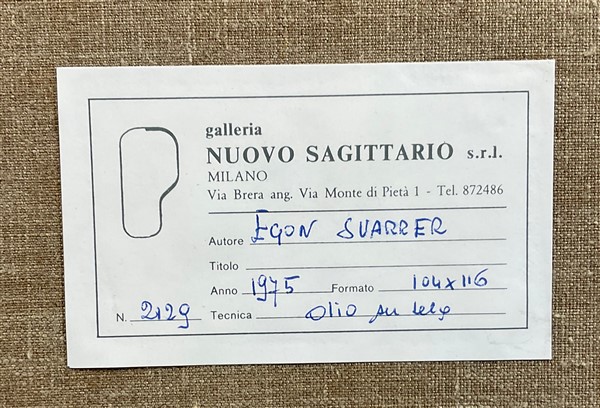 galleria
NUOVO SAGITTARIO s.r.l.
MILANO
Via Brera ang. Via Monte di Pietà 1 - Tel. 872486
Autore EGON SVARRER
Titolo
Anno 1975 Formato 104x116
N. 2129 Tecnica olio su tela